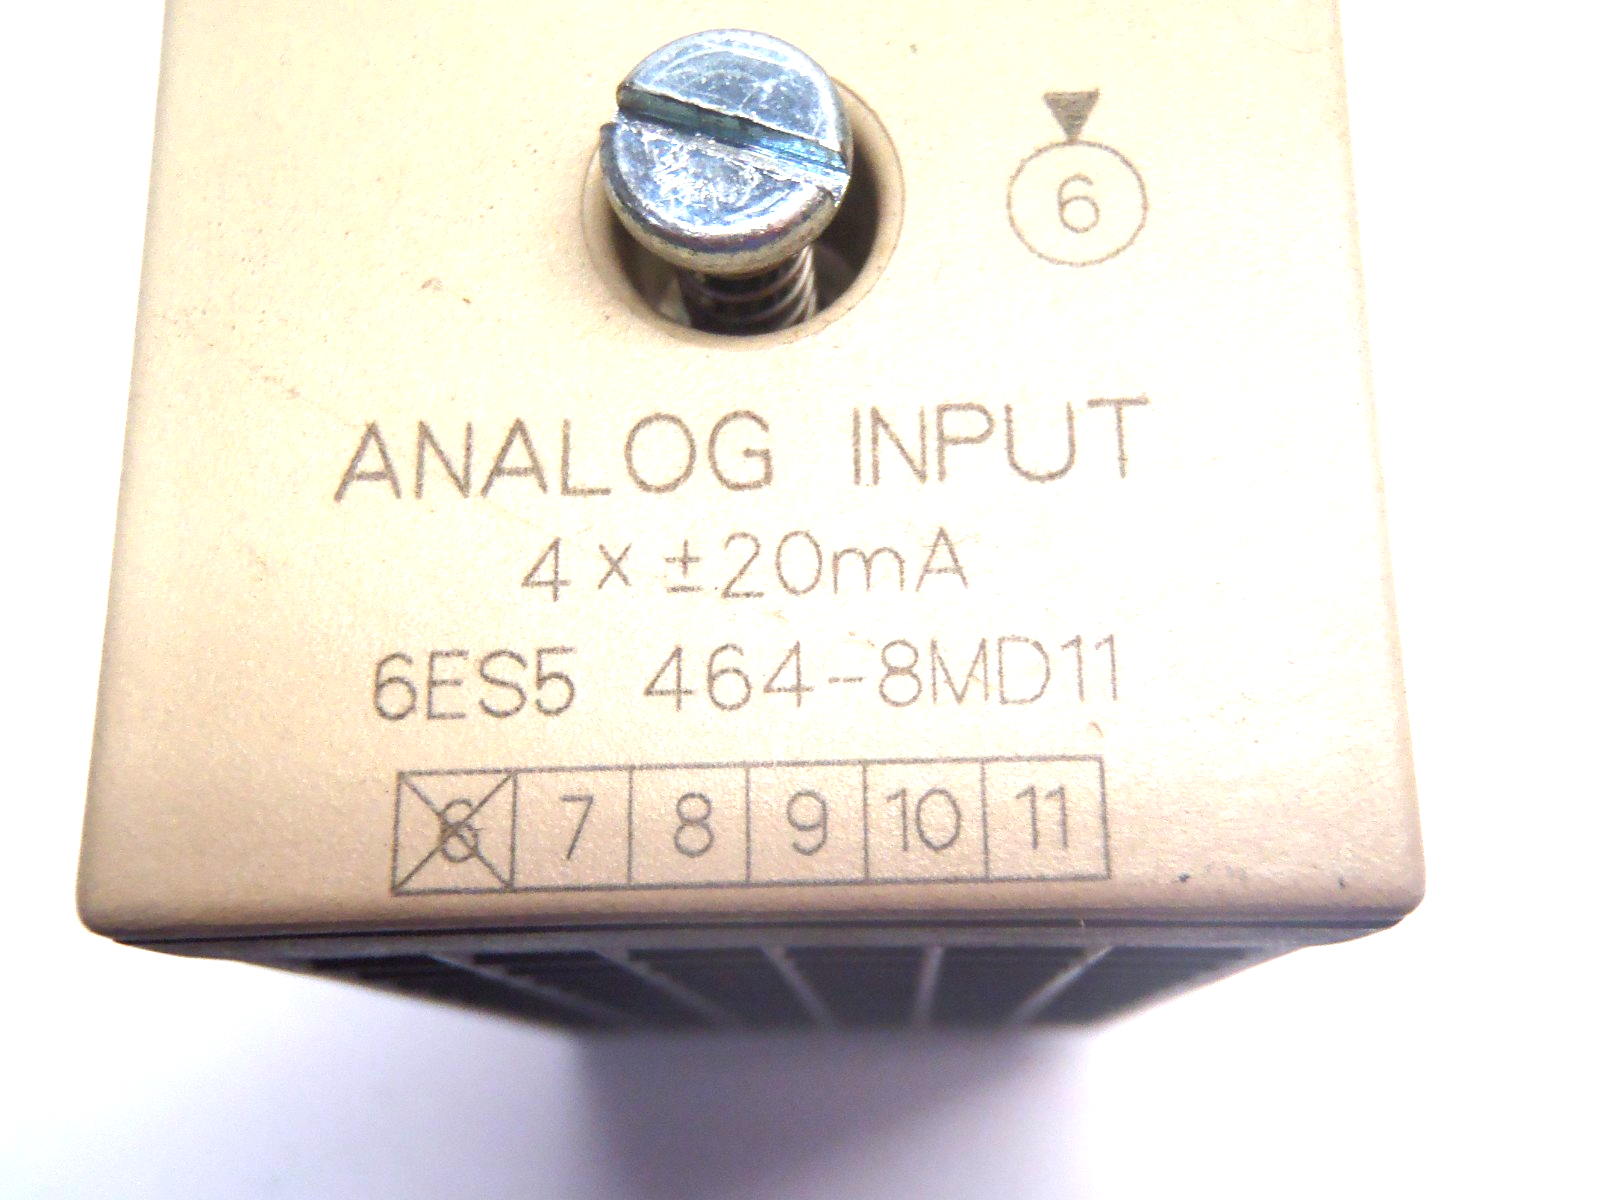 6
ANALOG INPUT
4 x ±20mA
6ES5 464-8MD11
6 7 8 9 10 11